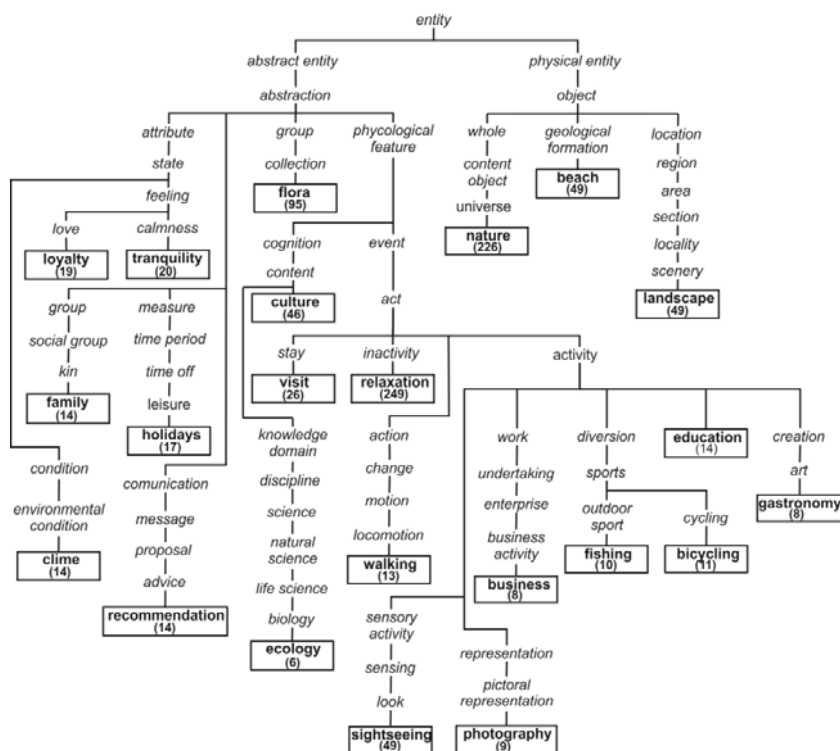 entity
abstract entity
physical entity
abstraction
object
attribute
group
phycological
feature
whole
geological
formation
location
state
collection
content
object
region
feeling
flora
(95)
beach
(49)
area
universe
section
love
calmness
cognition
event
nature
(226)
locality
loyalty
(19)
tranquility
(20)
content
scenery
group
measure
culture
(46)
act
landscape
(49)
social group
time period
stay
inactivity
activity
kin
time off
visit
(26)
relaxation
(249)
family
(14)
leisure
holidays
(17)
knowledge
domain
action
work
diversion
education
(14)
creation
condition
comunication
discipline
change
undertaking
sports
art
environmental
condition
message
science
motion
enterprise
outdoor
sport
cycling
gastronomy
(8)
proposal
natural
science
locomotion
business
activity
fishing
(10)
bicycling
(11)
clime
(14)
advice
life science
walking
(13)
business
(8)
recommendation
(14)
biology
sensory
activity
ecology
(6)
sensing
representation
look
pictoral
representation
sightseeing
(49)
photography
(9)